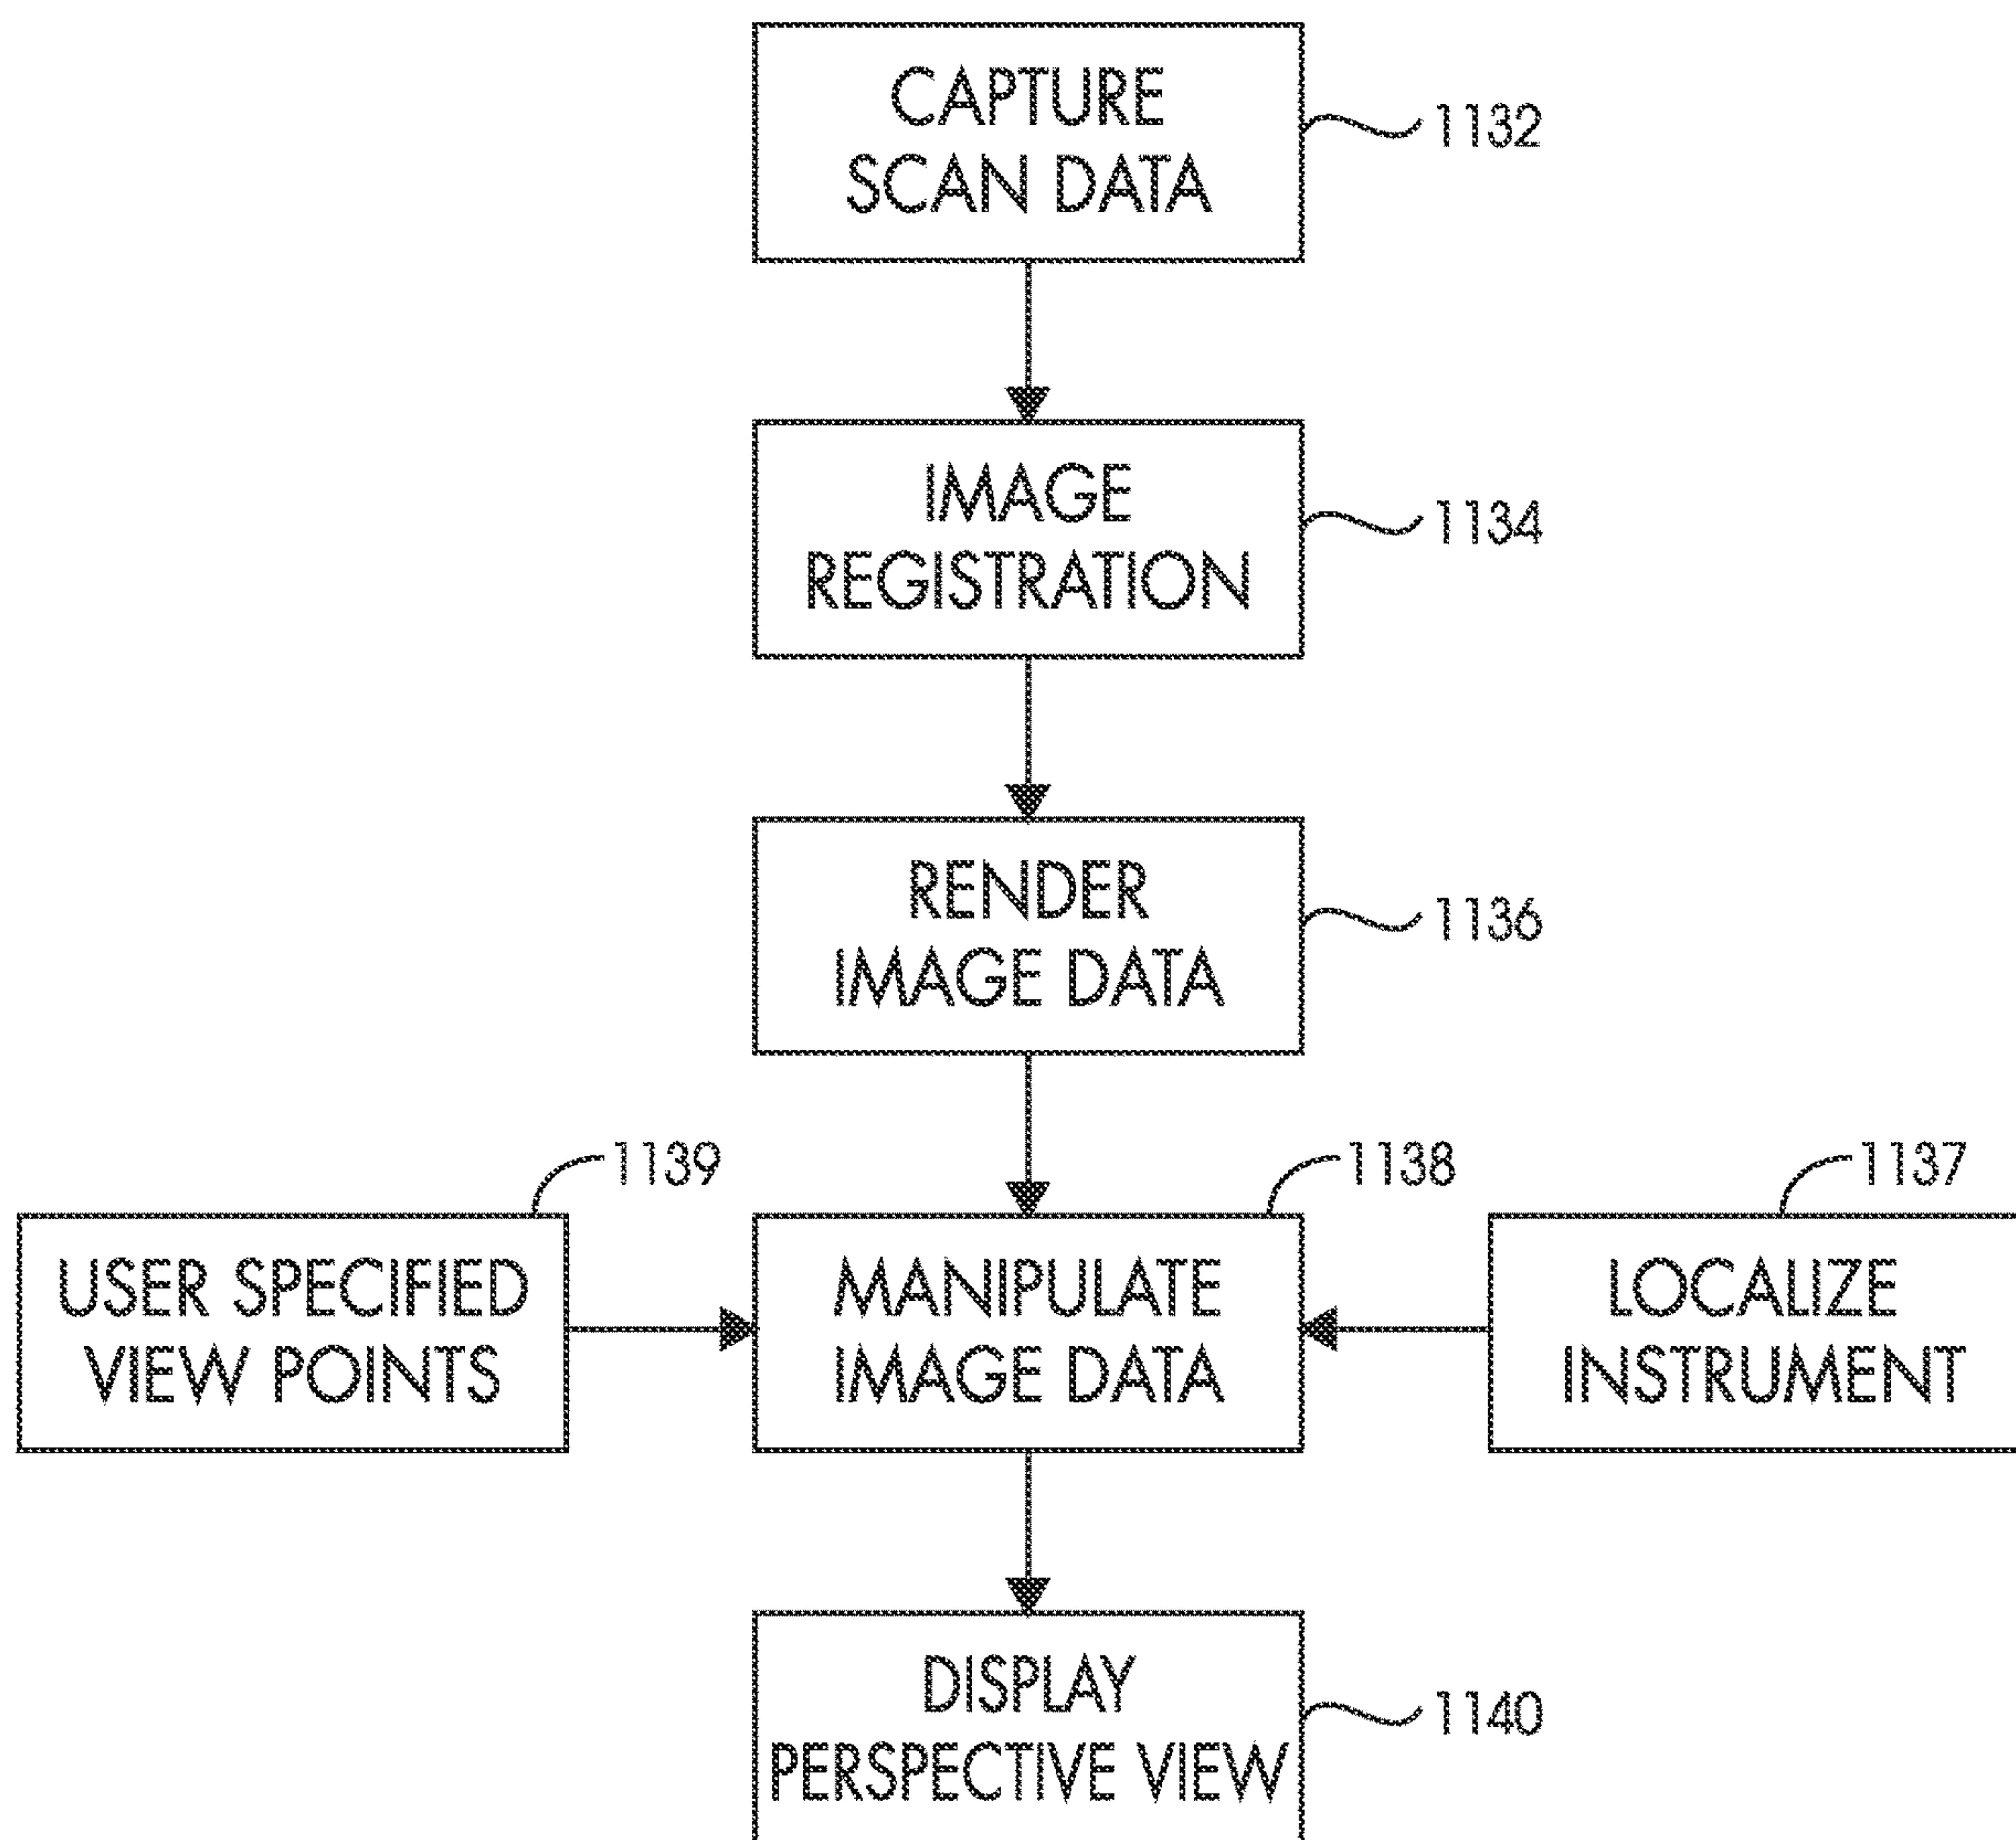 CAPTURE
SCAN DATA
1132
IMAGE
REGISTRATION
1134
RENDER
IMAGE DATA
1136
1139
1138
1137
USER SPECIFIED
VIEW POINTS
MANIPULATE
IMAGE DATA
LOCALIZE
INSTRUMENT
DISPLAY
PERSPECTIVE VIEW
1140